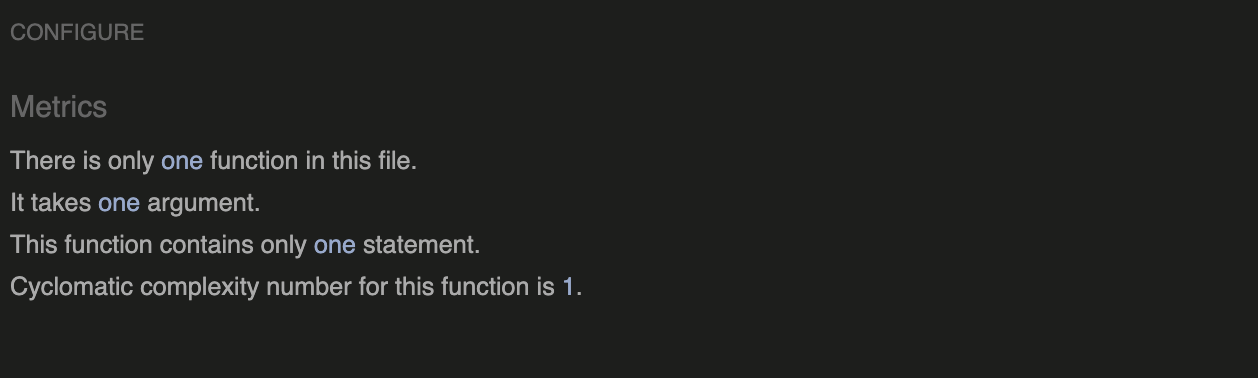 CONFIGURE
Metrics
There is only one function in this file.
It takes one argument.
This function contains only one statement.
Cyclomatic complexity number for this function is 1.